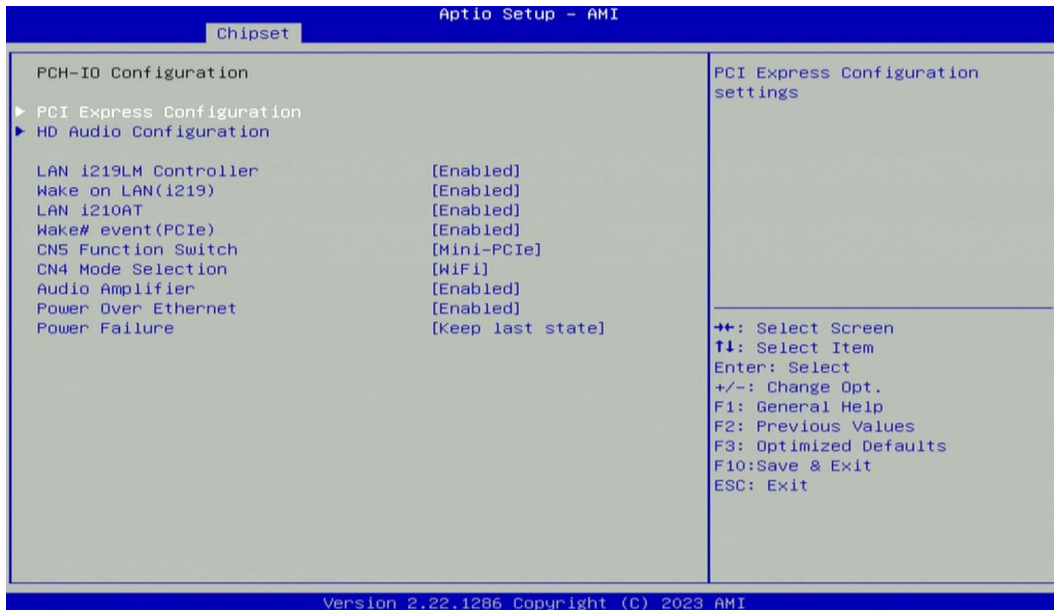 Aptio Setup - AMI
Chipset
PCH-IO Configuration
PCI Express Configuration
HD Audio Configuration
LAN i219LM Controller [Enabled]
Wake on LAN(i219) [Enabled]
LAN i210AT [Enabled]
Wake# event(PCIe) [Enabled]
CN5 Function Switch [Mini-PCIe]
CN4 Mode Selection [WiFi]
Audio Amplifier [Enabled]
Power Over Ethernet [Enabled]
Power Failure [Keep last state]
PCI Express Configuration
settings
→←: Select Screen
↑↓: Select Item
Enter: Select
+/-: Change Opt.
F1: General Help
F2: Previous Values
F3: Optimized Defaults
F10:Save & Exit
ESC: Exit
Version 2.22.1286 Copyright (C) 2023 AMI